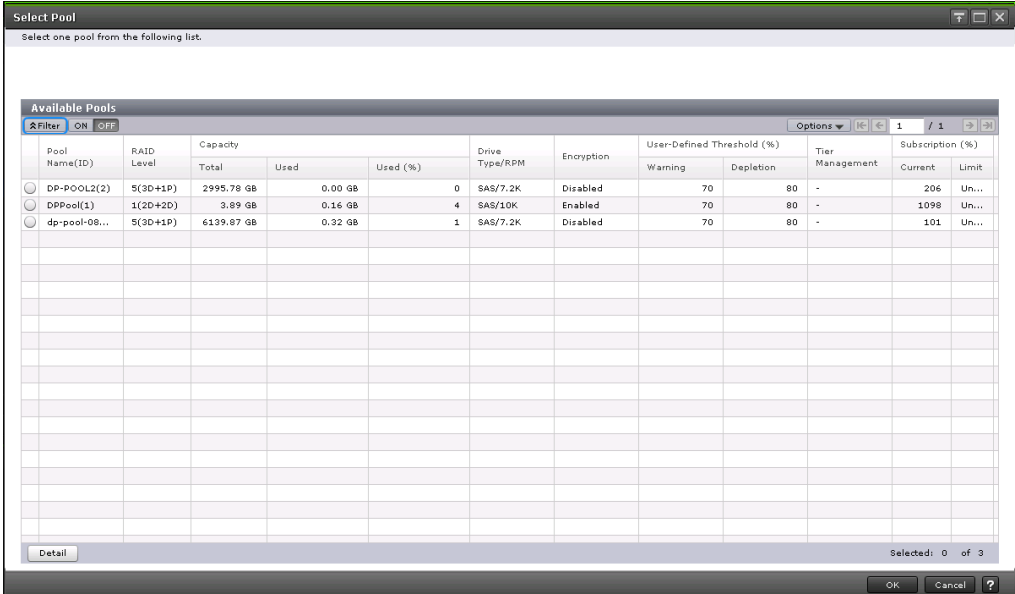 Select Pool
Select one pool from the following list.
Available Pools
Filter ON OFF Options 1 / 1
Pool Name(ID) RAID Level Capacity Drive Type/RPM Encryption User-Defined Threshold (%) Tier Management Subscription (%)
Total Used Used (%) Warning Depletion Current Limit
DP-POOL2(2) 5(3D+1P) 2995.78 GB 0.00 GB 0 SAS/7.2K Disabled 70 80 - 206 Un...
DPPool(1) 1(2D+2D) 3.89 GB 0.16 GB 4 SAS/10K Enabled 70 80 - 1098 Un...
dp-pool-08... 5(3D+1P) 6139.87 GB 0.32 GB 1 SAS/7.2K Disabled 70 80 - 101 Un...
Detail Selected: 0 of 3
OK Cancel ?